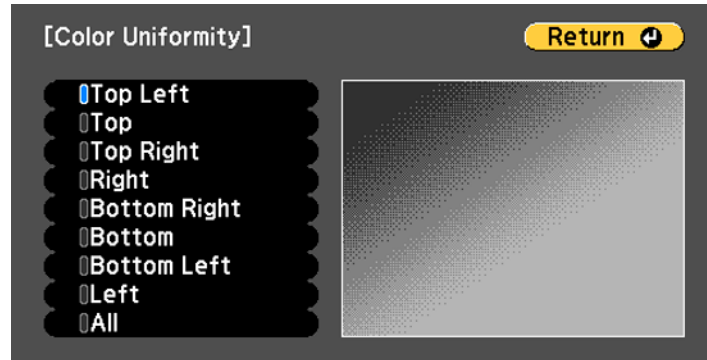 [Color Uniformity]
Return
Top Left
Top
Top Right
Right
Bottom Right
Bottom
Bottom Left
Left
All